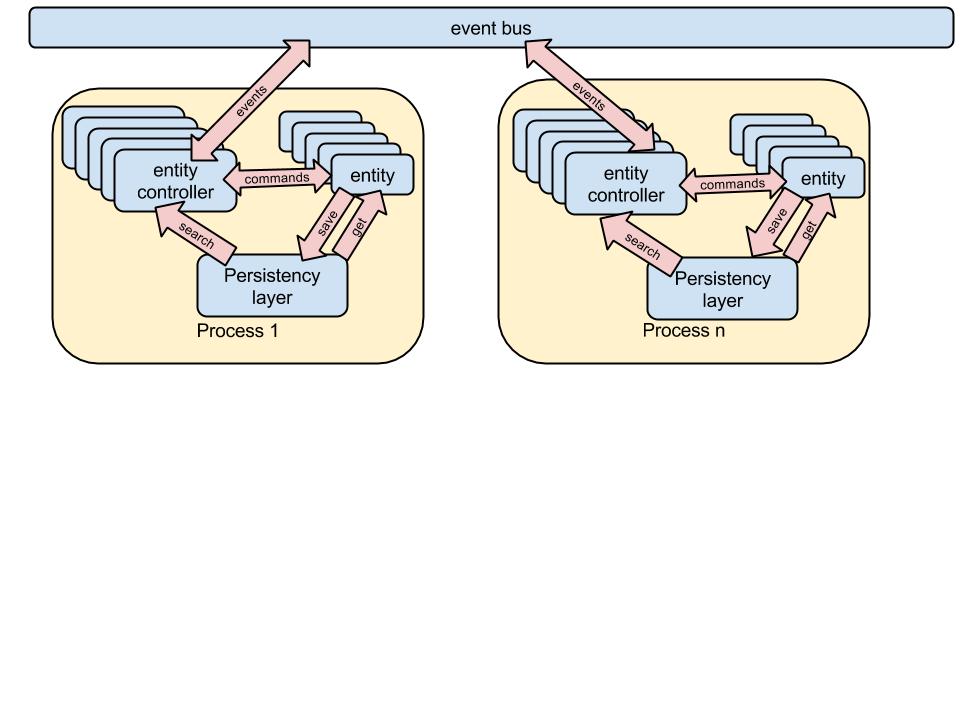 event bus
events
entity
controller
commands
entity
search
save
get
Persistency
layer
Process 1
events
entity
controller
commands
entity
search
save
get
Persistency
layer
Process n